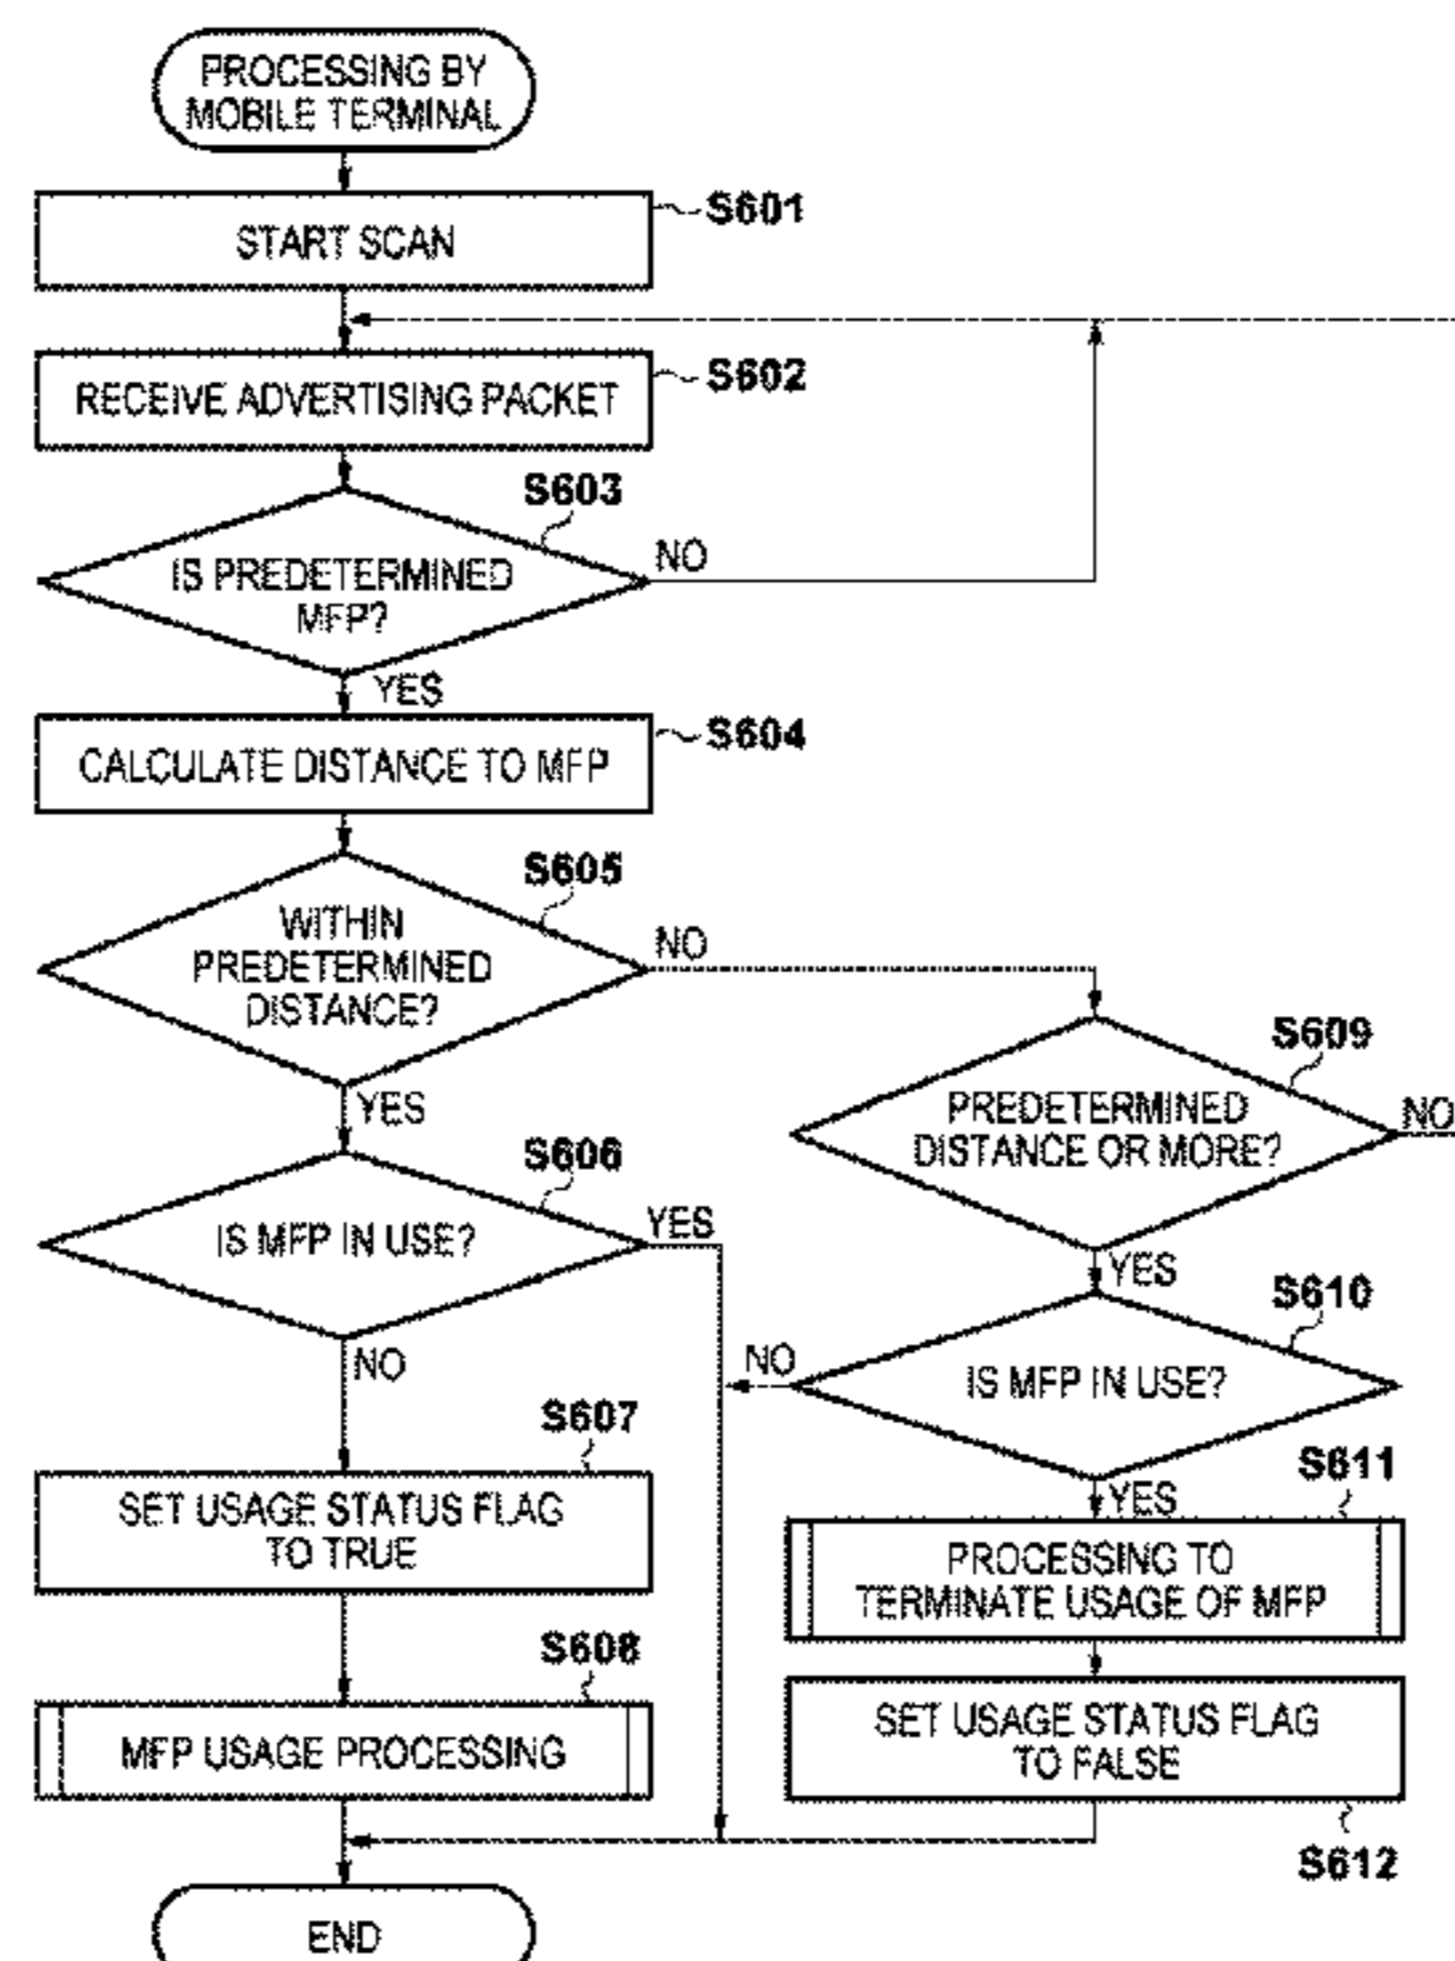 PROCESSING BY
MOBILE TERMINAL
S601
START SCAN
S602
RECEIVE ADVERTISING PACKET
S603
IS PREDETERMINED
MFP?
NO
YES
S604
CALCULATE DISTANCE TO MFP
S605
WITHIN
PREDETERMINED
DISTANCE?
NO
YES
S609
PREDETERMINED
DISTANCE OR MORE?
NO
YES
S606
IS MFP IN USE?
YES
NO
S610
IS MFP IN USE?
NO
YES
S607
SET USAGE STATUS FLAG
TO TRUE
S611
PROCESSING TO
TERMINATE USAGE OF MFP
S608
MFP USAGE PROCESSING
SET USAGE STATUS FLAG
TO FALSE
S612
END